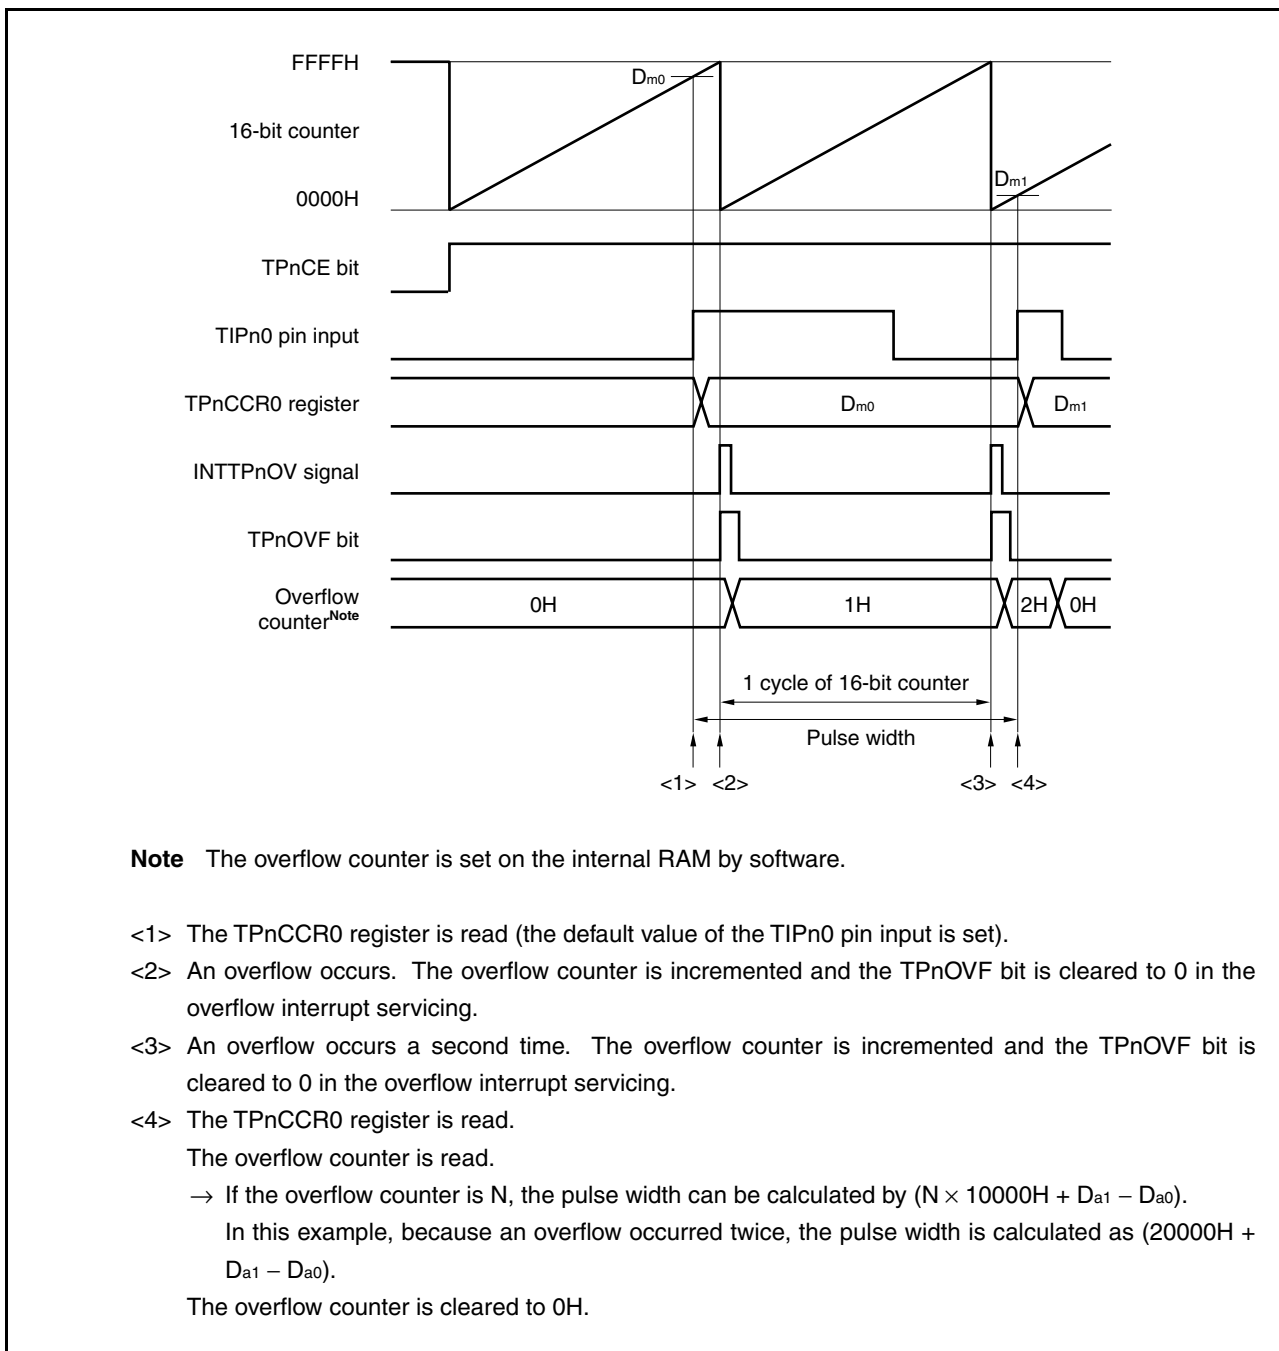 FFFFH
Dm0
16-bit counter
0000H
Dm1
TPnCE bit
TIPn0 pin input
TPnCCR0 register
Dm0
Dm1
INTTPnOV signal
TPnOVF bit
Overflow
counterNote
0H
1H
2H
0H
1 cycle of 16-bit counter
Pulse width
<1> <2> <3> <4>
Note The overflow counter is set on the internal RAM by software.
<1> The TPnCCR0 register is read (the default value of the TIPn0 pin input is set).
<2> An overflow occurs. The overflow counter is incremented and the TPnOVF bit is cleared to 0 in the
overflow interrupt servicing.
<3> An overflow occurs a second time. The overflow counter is incremented and the TPnOVF bit is
cleared to 0 in the overflow interrupt servicing.
<4> The TPnCCR0 register is read.
The overflow counter is read.
→ If the overflow counter is N, the pulse width can be calculated by (N × 10000H + Da1 – Da0).
In this example, because an overflow occurred twice, the pulse width is calculated as (20000H +
Da1 – Da0).
The overflow counter is cleared to 0H.